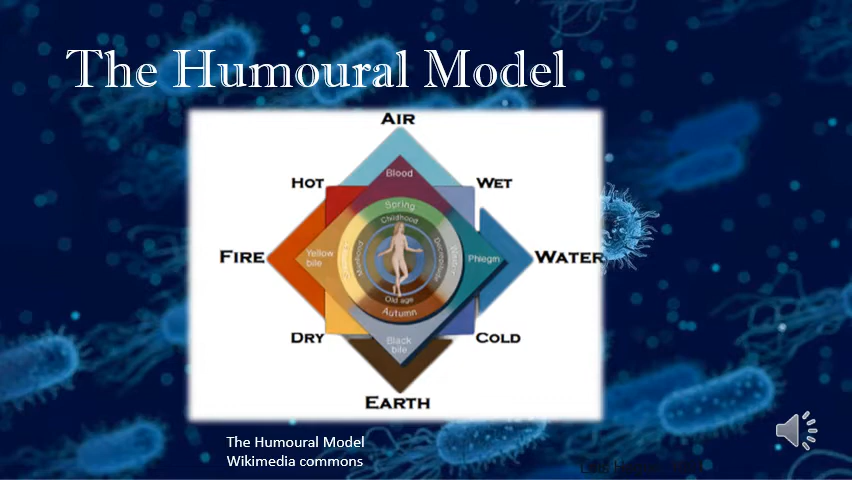 The Humoural Model
AIR
Blood
HOT
WET
Spring
Childhood
FIRE
Yellow
bile
Manhood
Phlegm
WATER
Old age
Autumn
DRY
COLD
Black
bile
EARTH
The Humoural Model
Wikimedia commons